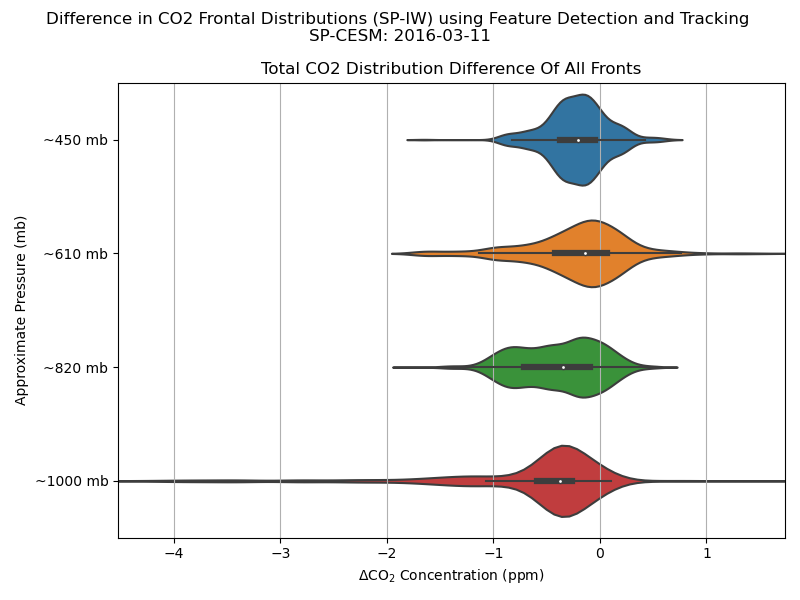 Difference in CO2 Frontal Distributions (SP-IW) using Feature Detection and Tracking
SP-CESM: 2016-03-11
Total CO2 Distribution Difference Of All Fronts
Approximate Pressure (mb)
~450 mb
~610 mb
~820 mb
~1000 mb
−4
−3
−2
−1
0
1
ΔCO₂ Concentration (ppm)